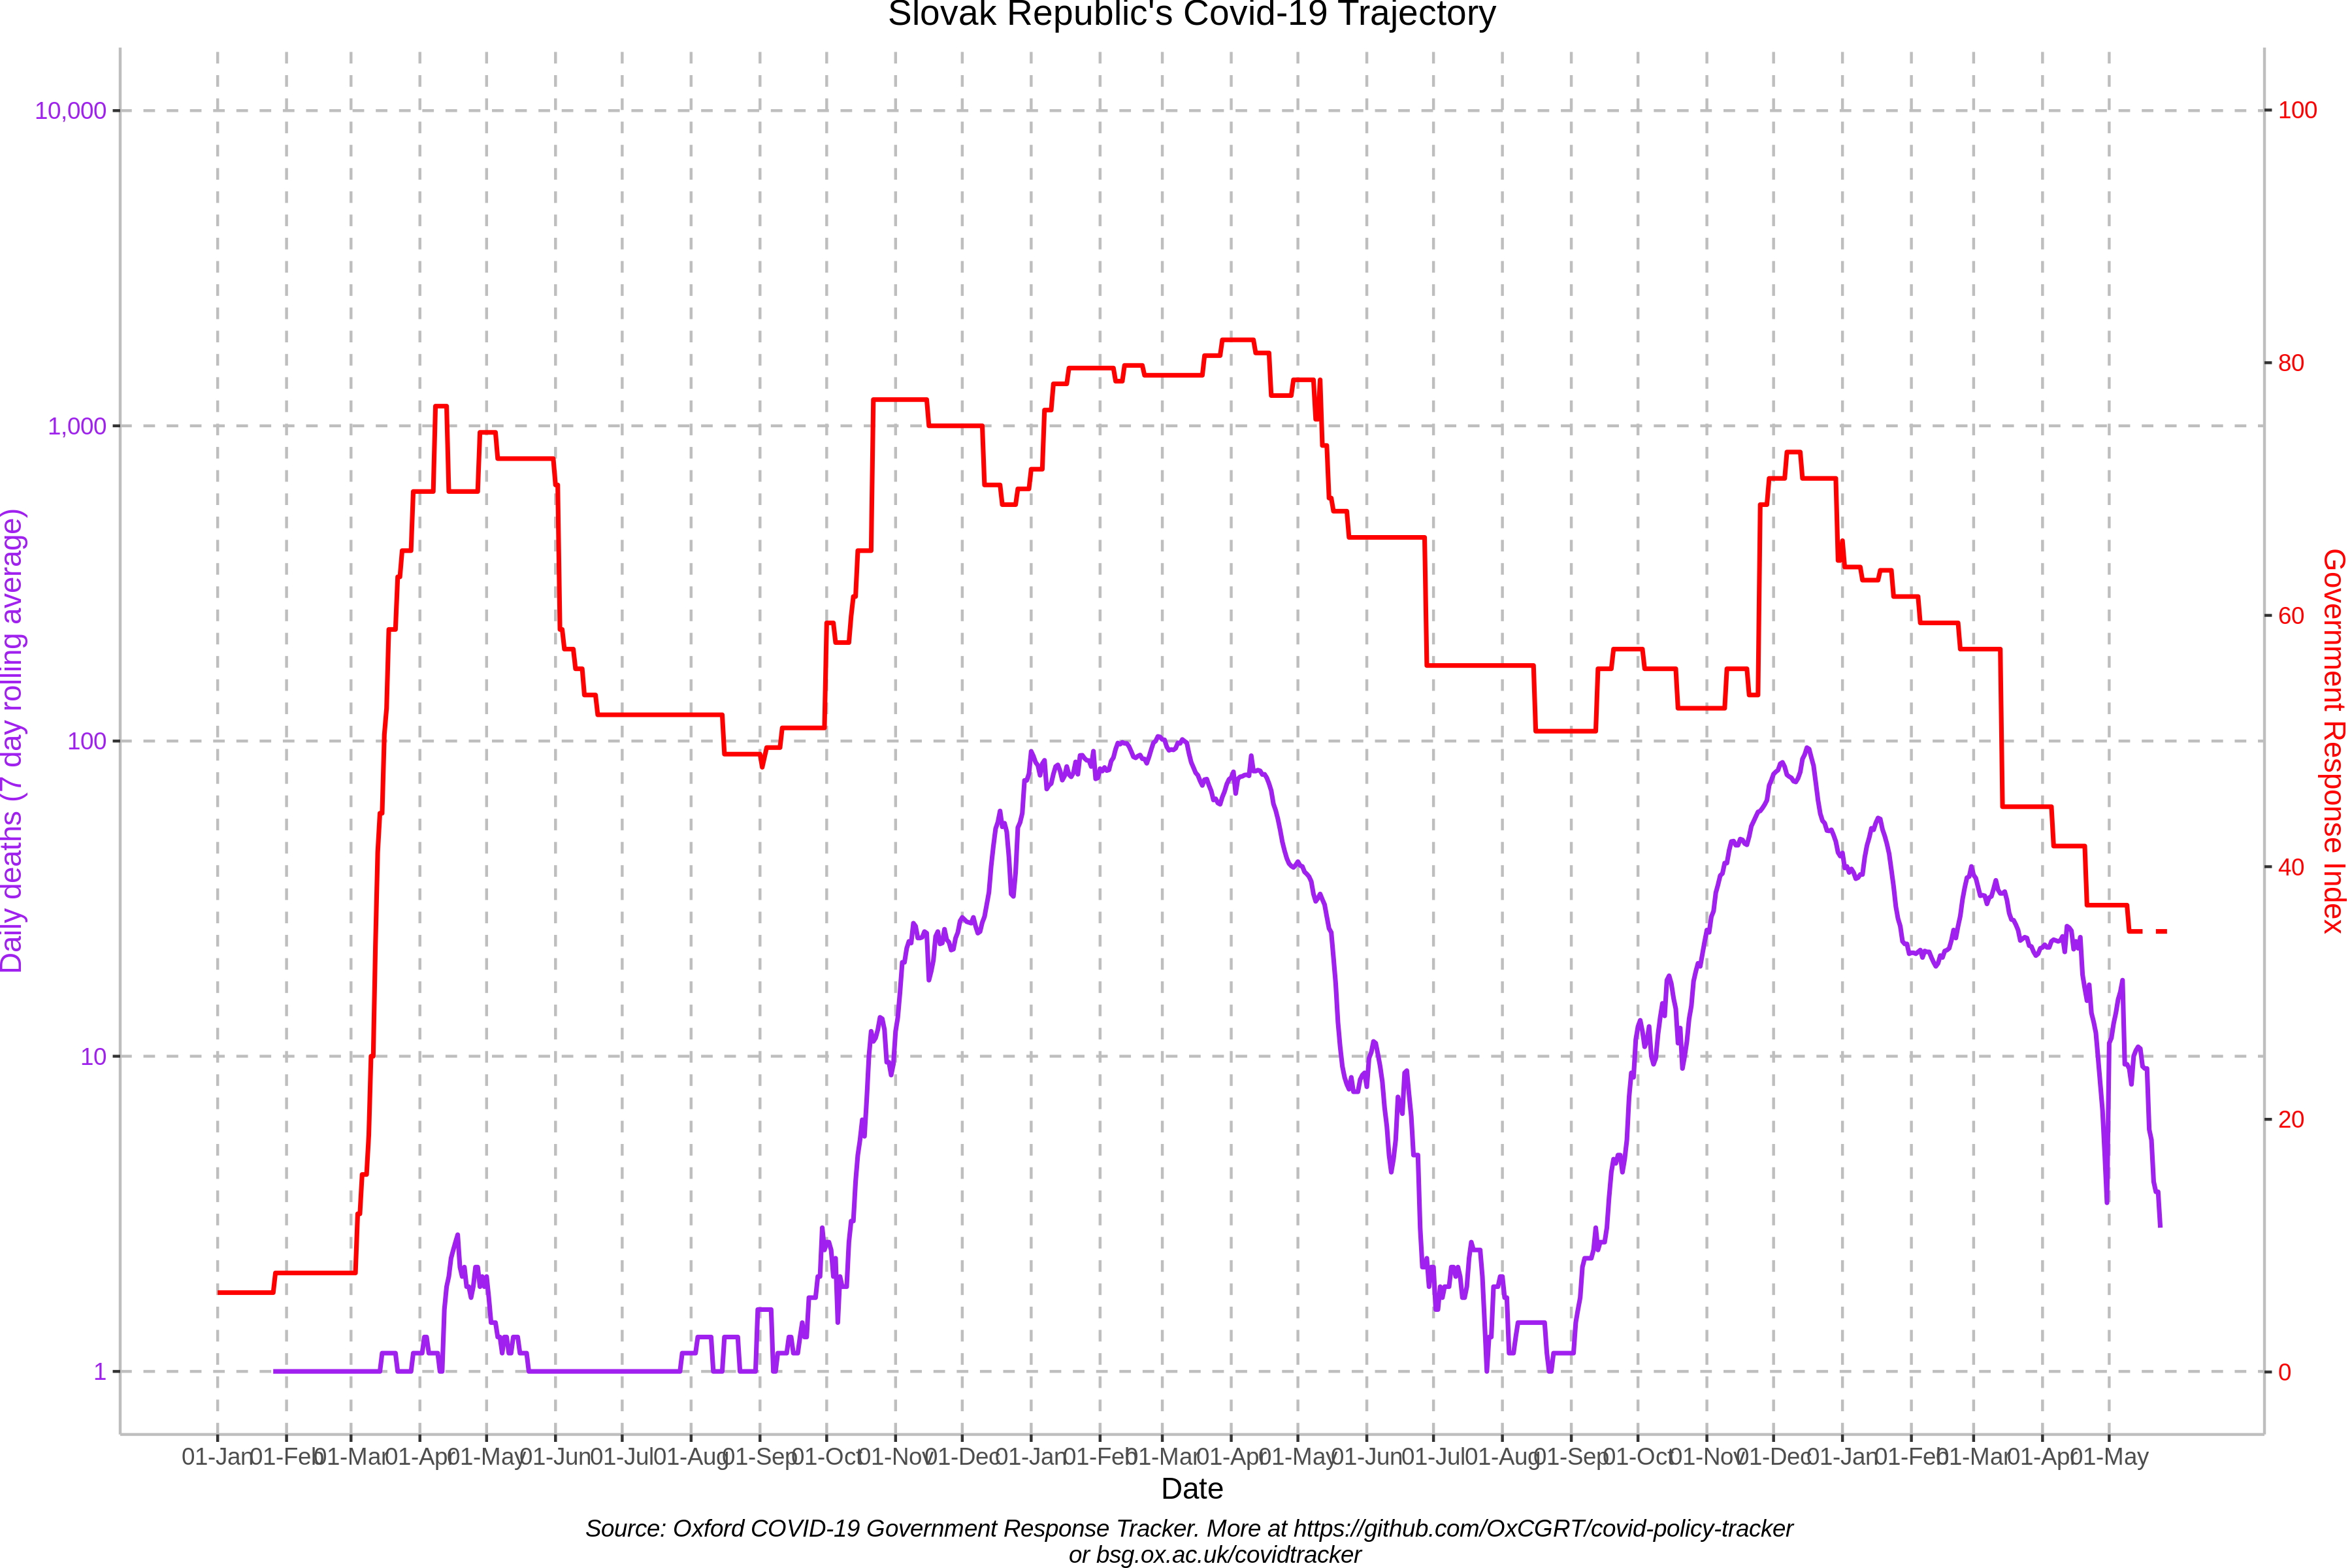 Slovak Republic's Covid-19 Trajectory
10,000
1,000
100
10
1
Daily deaths (7 day rolling average)
100
80
60
40
20
0
Government Response Index
01-Jan 01-Feb 01-Mar 01-Apr 01-May 01-Jun 01-Jul 01-Aug 01-Sep 01-Oct 01-Nov 01-Dec 01-Jan 01-Feb 01-Mar 01-Apr 01-May 01-Jun 01-Jul 01-Aug 01-Sep 01-Oct 01-Nov 01-Dec 01-Jan 01-Feb 01-Mar 01-Apr 01-May
Date
Source: Oxford COVID-19 Government Response Tracker. More at https://github.com/OxCGRT/covid-policy-tracker
or bsg.ox.ac.uk/covidtracker